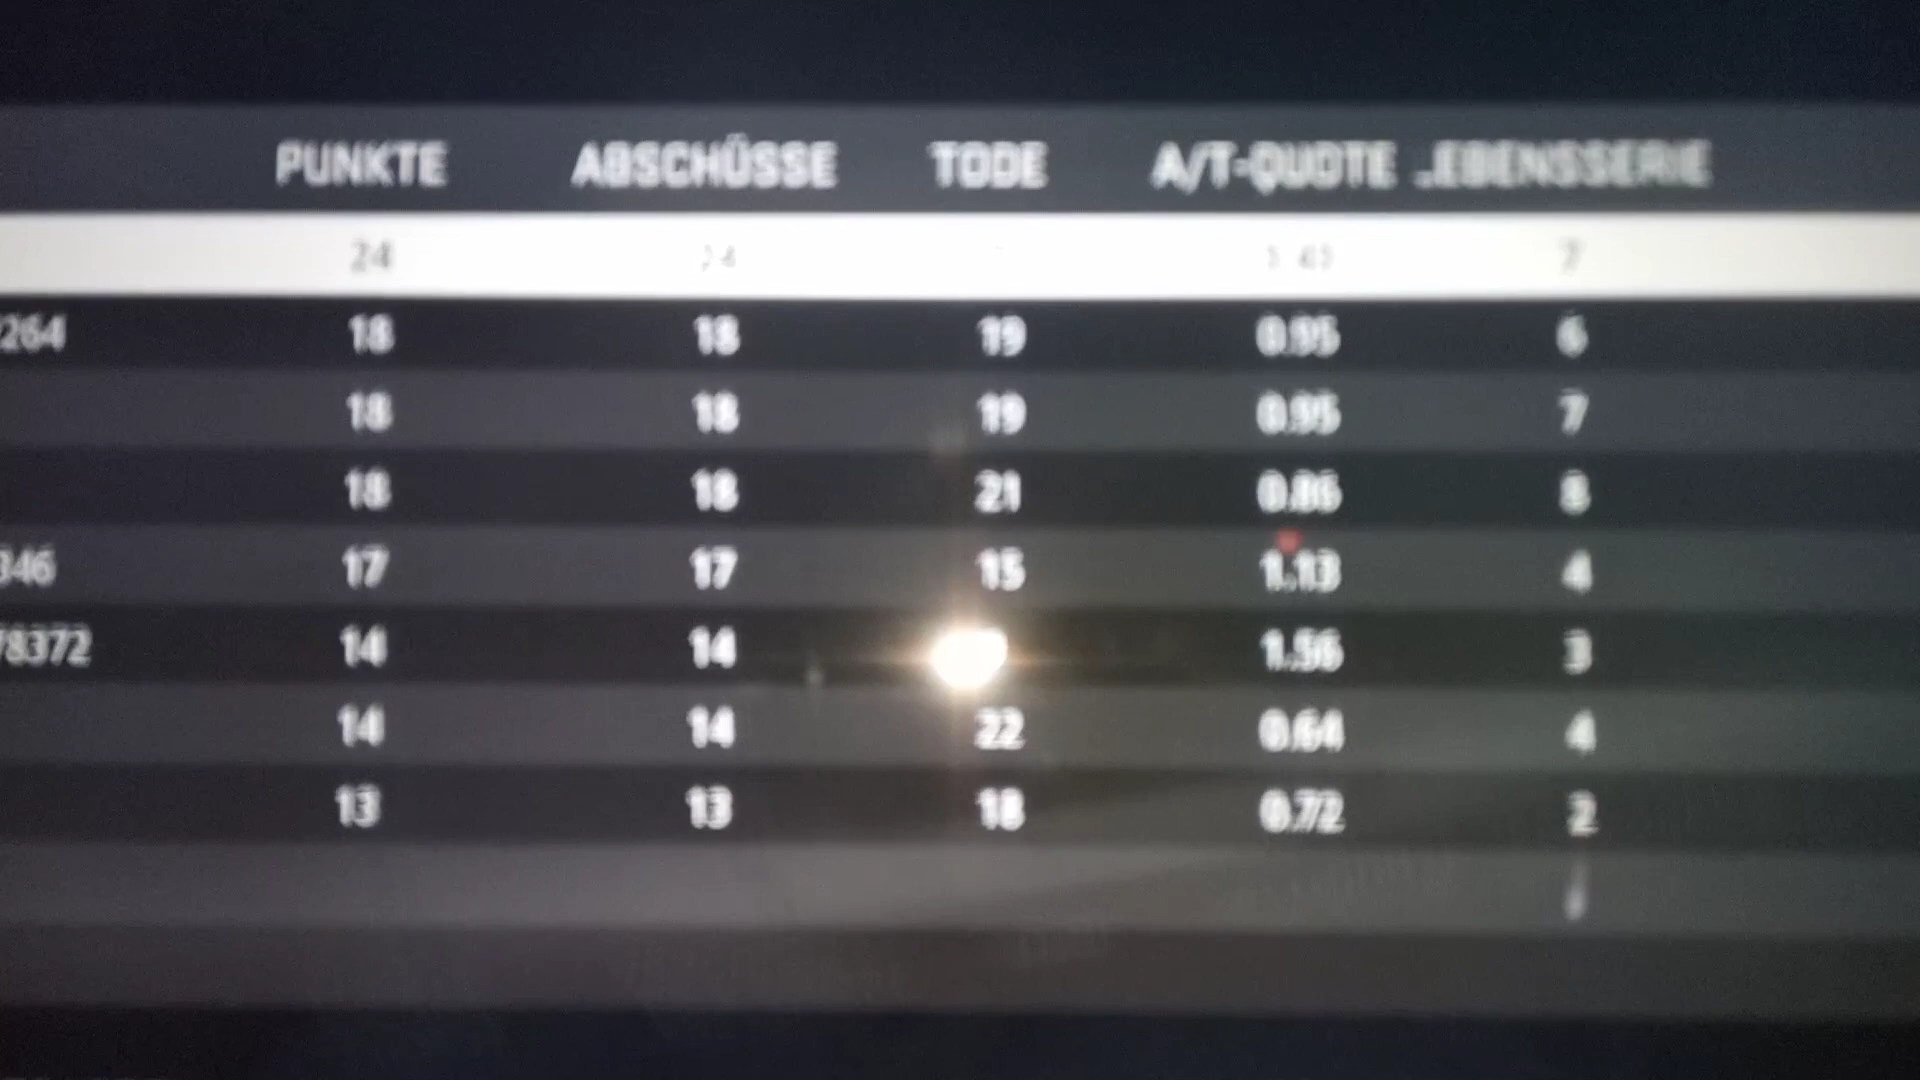 PUNKTE ABSCHÜSSE TODE A/T-QUOTE LEBENSSERIE
24 24 7
264 18 18 19 0.95 6
18 18 19 0.95 7
18 18 21 0.86 8
346 17 17 15 1.13 4
78372 14 14 1.56 3
14 14 22 0.64 4
13 13 18 0.72 2